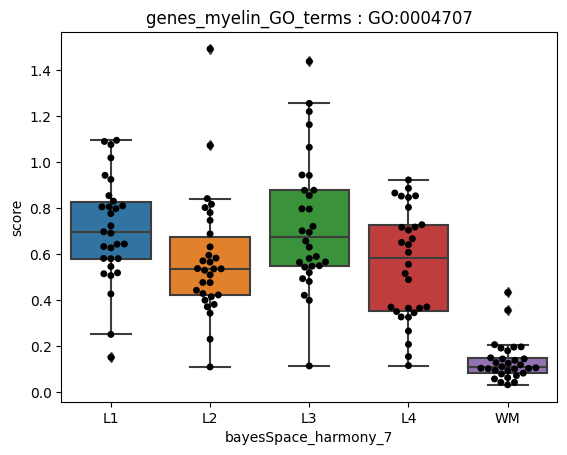 genes_myelin_GO_terms : GO:0004707
score
1.4
1.2
1.0
0.8
0.6
0.4
0.2
0.0
L1 L2 L3 L4 WM
bayesSpace_harmony_7